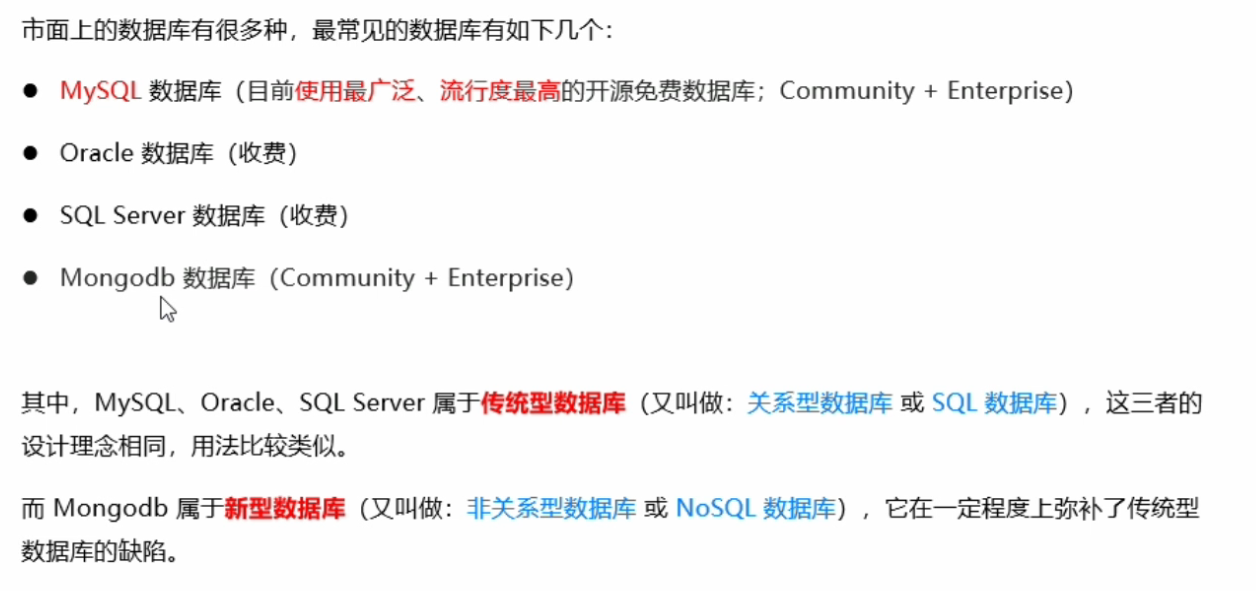 市面上的数据库有很多种，最常见的数据库有如下几个：
● MySQL 数据库（目前使用最广泛、流行度最高的开源免费数据库；Community + Enterprise）
● Oracle 数据库（收费）
● SQL Server 数据库（收费）
● Mongodb 数据库（Community + Enterprise）
其中，MySQL、Oracle、SQL Server 属于传统型数据库（又叫做：关系型数据库 或 SQL 数据库），这三者的
设计理念相同，用法比较类似。
而 Mongodb 属于新型数据库（又叫做：非关系型数据库 或 NoSQL 数据库），它在一定程度上弥补了传统型
数据库的缺陷。